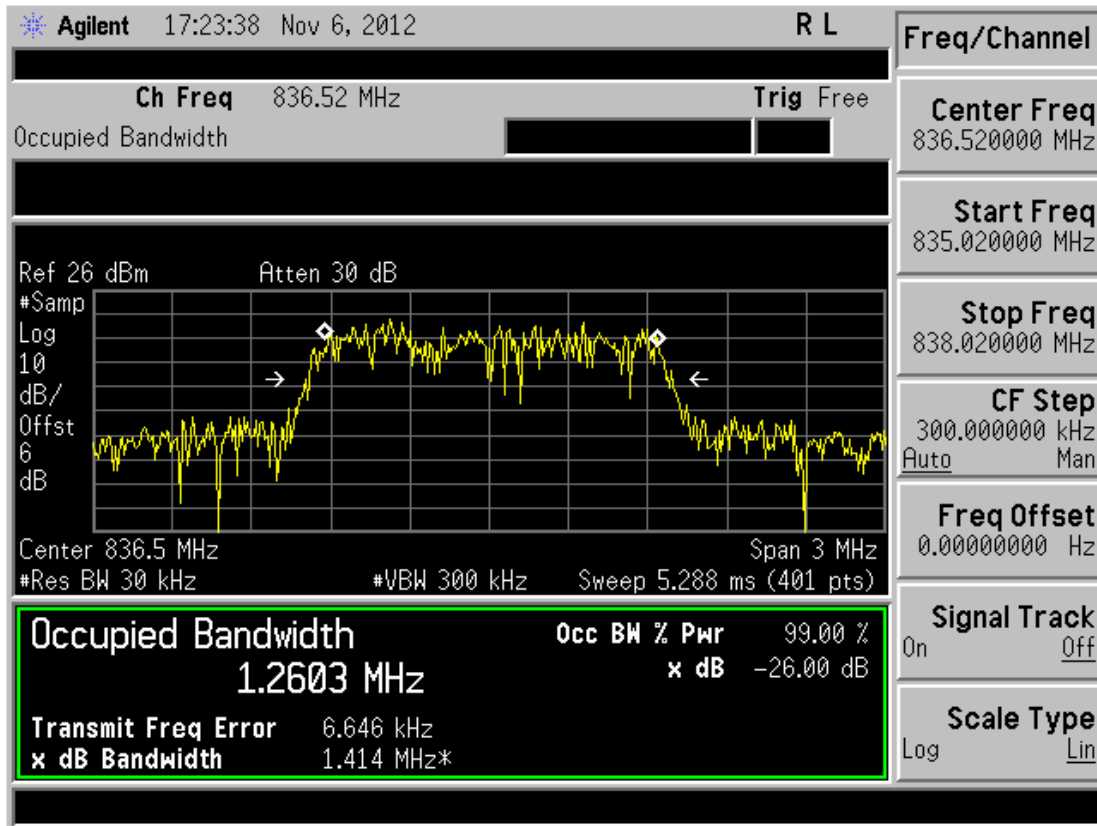 Agilent 17:23:38 Nov 6, 2012 R L
Ch Freq 836.52 MHz Trig Free
Occupied Bandwidth
Ref 26 dBm Atten 30 dB
#Samp
Log
10
dB/
Offst
6
dB
Center 836.5 MHz Span 3 MHz
#Res BW 30 kHz #VBW 300 kHz Sweep 5.288 ms (401 pts)
Occupied Bandwidth Occ BW % Pwr 99.00 %
1.2603 MHz x dB -26.00 dB
Transmit Freq Error 6.646 kHz
x dB Bandwidth 1.414 MHz*
Freq/Channel
Center Freq
836.520000 MHz
Start Freq
835.020000 MHz
Stop Freq
838.020000 MHz
CF Step
300.000000 kHz
Auto Man
Freq Offset
0.00000000 Hz
Signal Track
On Off
Scale Type
Log Lin